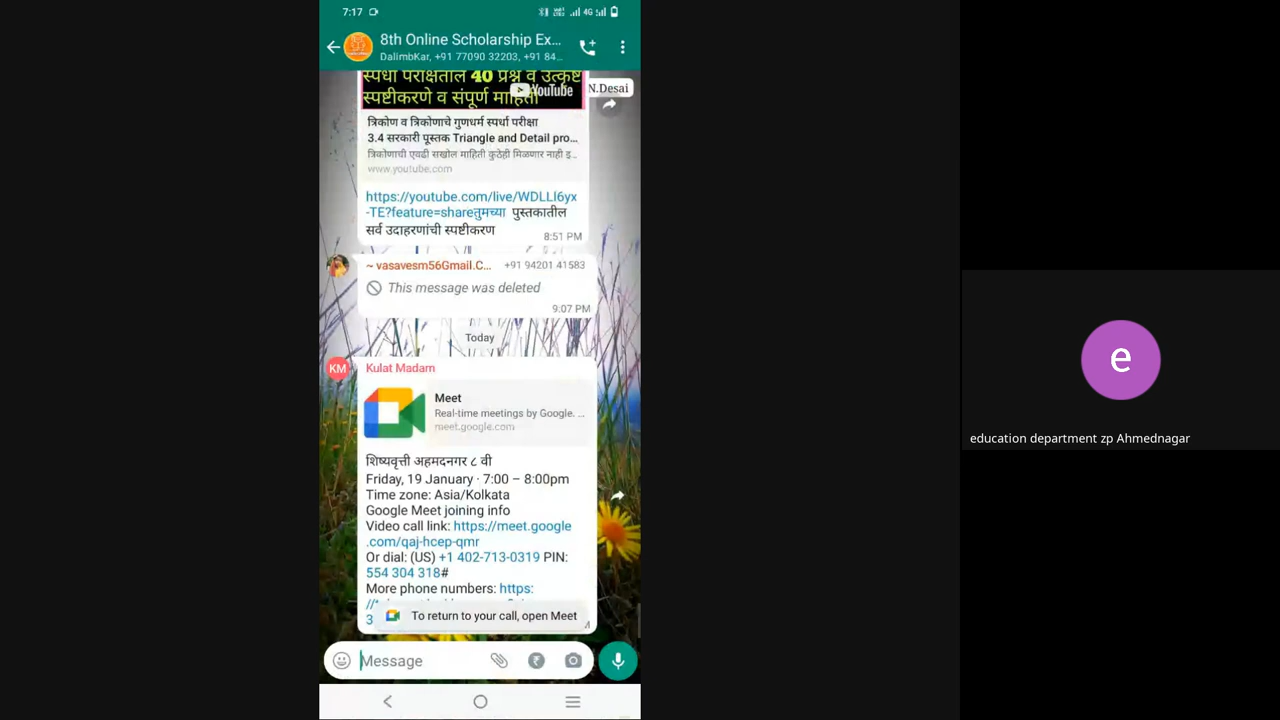 7:17
4G
8th Online Scholarship Ex...
DalimbKar, +91 77090 32203, +91 84...
स्पर्धा परीक्षेतील 40 प्रश्न व उत्कृष्ट
स्पष्टीकरणे व संपूर्ण माहिती
YouTube
N.Desai
त्रिकोण व त्रिकोणाचे गुणधर्म स्पर्धा परीक्षा
3.4 सरकारी पूस्तक Triangle and Detail pro...
त्रिकोणाची एवढी सखोल माहिती कुठेही मिळणार नाही इ...
www.youtube.com
https://youtube.com/live/WDLLl6yx
-TE?feature=shareतुमच्या पुस्तकातील
सर्व उदाहरणांची स्पष्टीकरण
8:51 PM
~ vasavesm56Gmail.C... +91 94201 41583
This message was deleted
9:07 PM
Today
KM
Kulat Madam
Meet
Real-time meetings by Google. ...
meet.google.com
शिष्यवृत्ती अहमदनगर ८ वी
Friday, 19 January · 7:00 – 8:00pm
Time zone: Asia/Kolkata
Google Meet joining info
Video call link: https://meet.google
.com/qaj-hcep-qmr
Or dial: (US) +1 402-713-0319 PIN:
554 304 318#
More phone numbers: https:
To return to your call, open Meet
Message
e
education department zp Ahmednagar